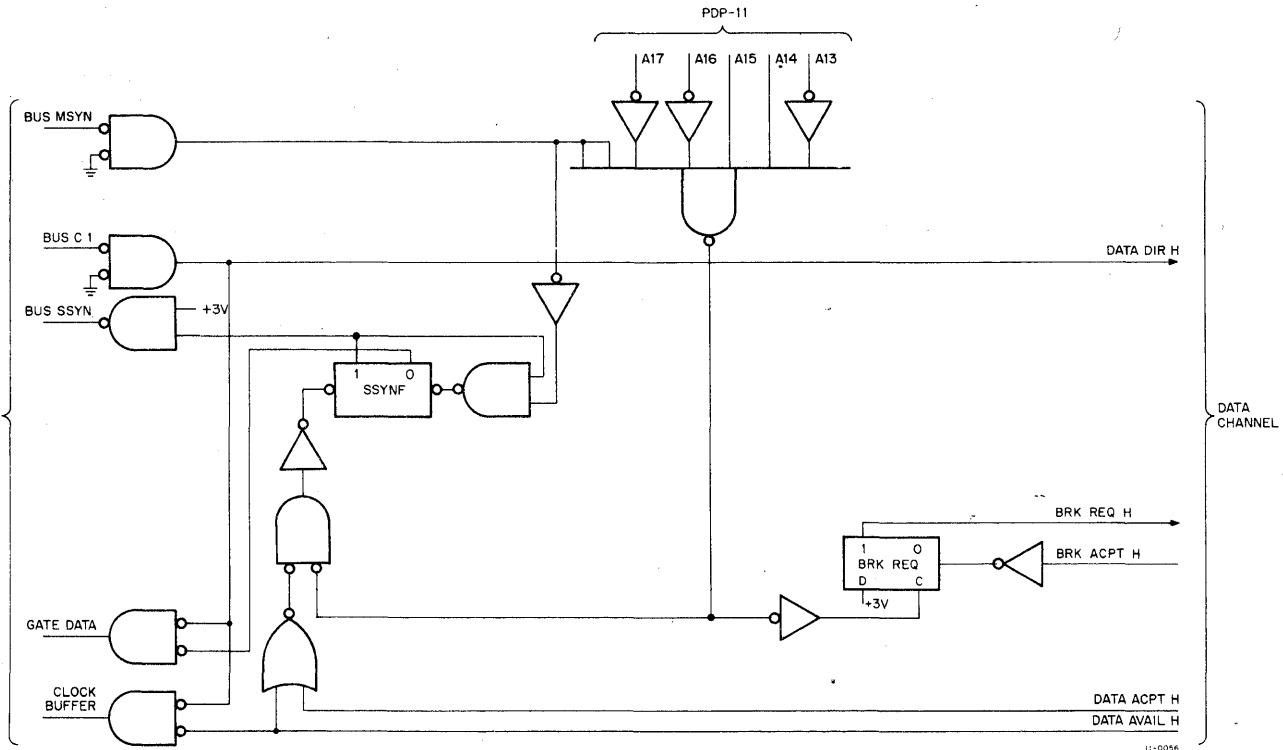 PDP-11
A17 A16 A15 A14 A13
BUS MSYN
BUS C 1
DATA DIR H
BUS SSYN
+3V
1 0
SSYNF
DATA
CHANNEL
BRK REQ H
1 0
BRK REQ
D C
BRK ACPT H
+3V
GATE DATA
CLOCK
BUFFER
DATA ACPT H
DATA AVAIL H
11-0056